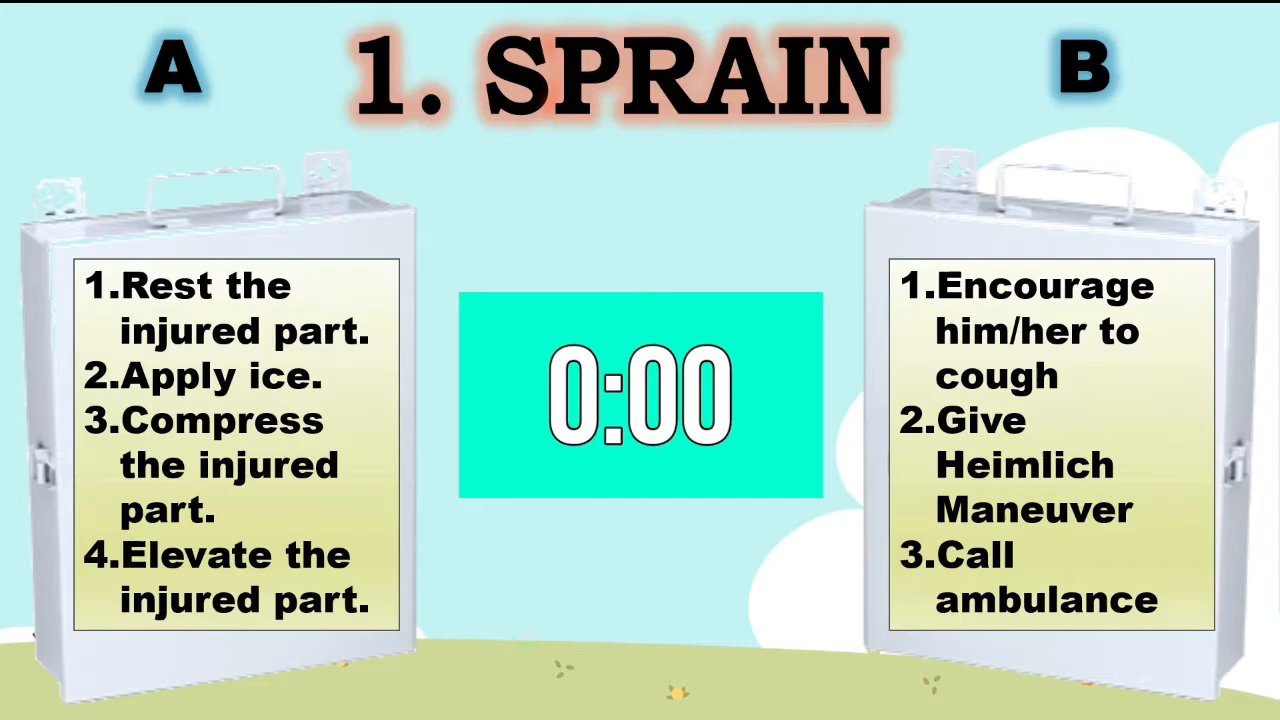 A
1. SPRAIN
B
1.Rest the
injured part.
2.Apply ice.
3.Compress
the injured
part.
4.Elevate the
injured part.
0:00
1.Encourage
him/her to
cough
2.Give
Heimlich
Maneuver
3.Call
ambulance